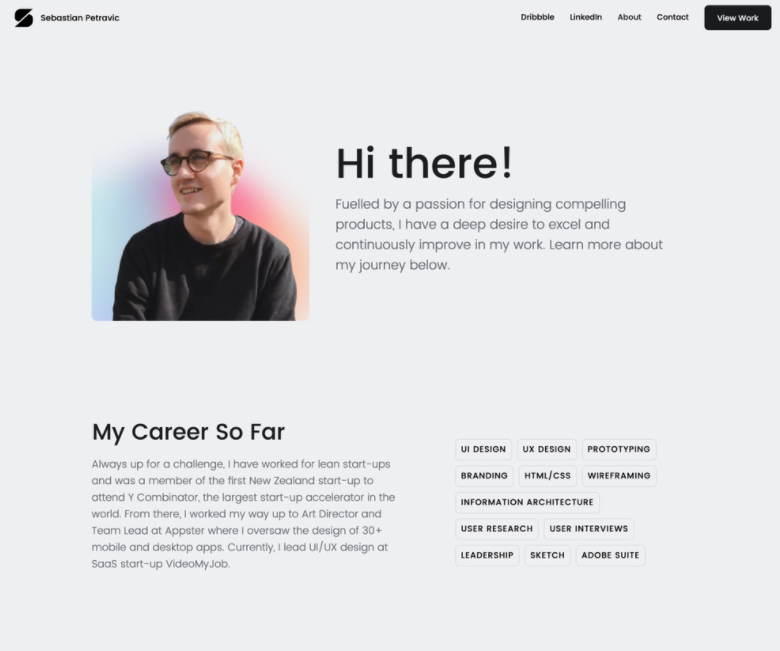 Sebastian Petravic
Dribbble LinkedIn About Contact View Work
Hi there!
Fuelled by a passion for designing compelling
products, I have a deep desire to excel and
continuously improve in my work. Learn more about
my journey below.
My Career So Far
Always up for a challenge, I have worked for lean start-ups
and was a member of the first New Zealand start-up to
attend Y Combinator, the largest start-up accelerator in the
world. From there, I worked my way up to Art Director and
Team Lead at Appster where I oversaw the design of 30+
mobile and desktop apps. Currently, I lead UI/UX design at
SaaS start-up VideoMyJob.
UI DESIGN UX DESIGN PROTOTYPING
BRANDING HTML/CSS WIREFRAMING
INFORMATION ARCHITECTURE
USER RESEARCH USER INTERVIEWS
LEADERSHIP SKETCH ADOBE SUITE